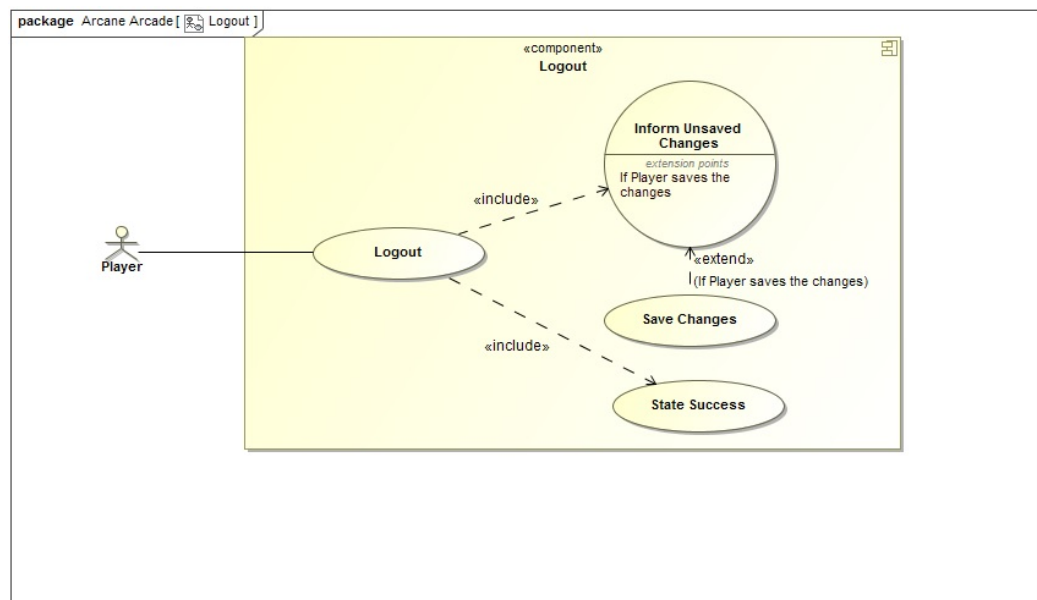 package Arcane Arcade [ Logout ]
«component»
Logout
Inform Unsaved
Changes
extension points
If Player saves the
changes
«include»
Logout
Player
«extend»
(If Player saves the changes)
Save Changes
«include»
State Success